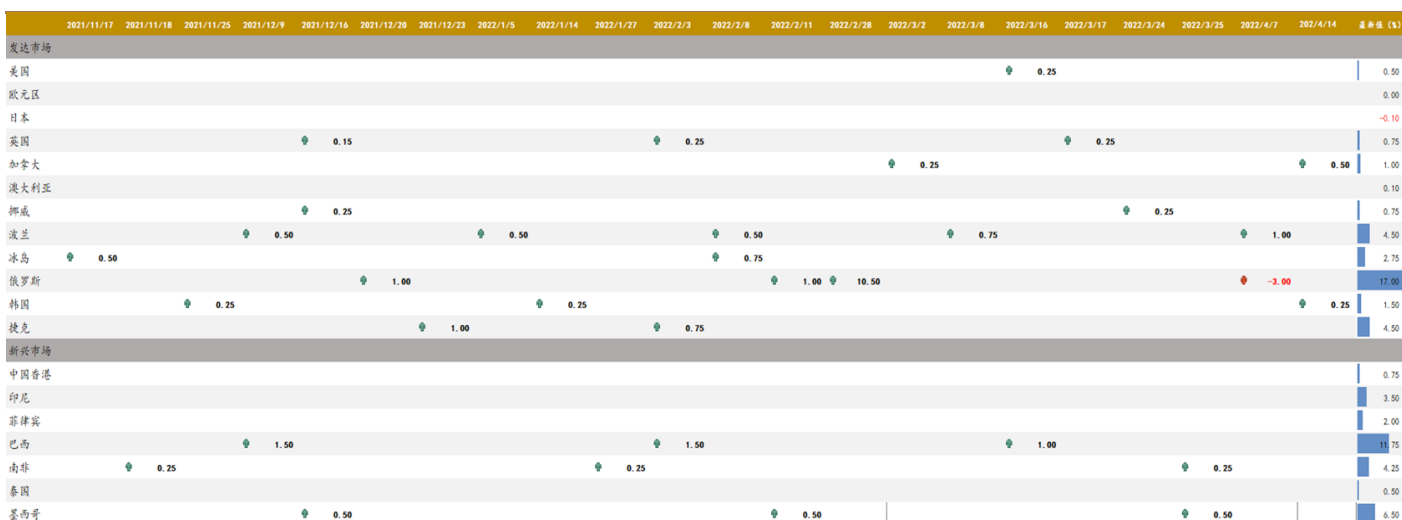 2021/11/17 2021/11/18 2021/11/25 2021/12/9 2021/12/16 2021/12/20 2021/12/23 2022/1/5 2022/1/14 2022/1/27 2022/2/3 2022/2/8 2022/2/11 2022/2/28 2022/3/2 2022/3/8 2022/3/16 2022/3/17 2022/3/24 2022/3/25 2022/4/7 202/4/14 最新值 (%)
发达市场
美国 0.25 0.50
欧元区 0.00
日本 -0.10
英国 0.15 0.25 0.25 0.75
加拿大 0.25 0.50 1.00
澳大利亚 0.10
挪威 0.25 0.25 0.75
波兰 0.50 0.50 0.50 0.75 1.00 4.50
冰岛 0.50 0.75 2.75
俄罗斯 1.00 1.00 10.50 -3.00 17.00
韩国 0.25 0.25 0.25 1.50
捷克 1.00 0.75 4.50
新兴市场
中国香港 0.75
印尼 3.50
菲律宾 2.00
巴西 1.50 1.50 1.00 11.75
南非 0.25 0.25 0.25 4.25
泰国 0.50
墨西哥 0.50 0.50 0.50 6.50